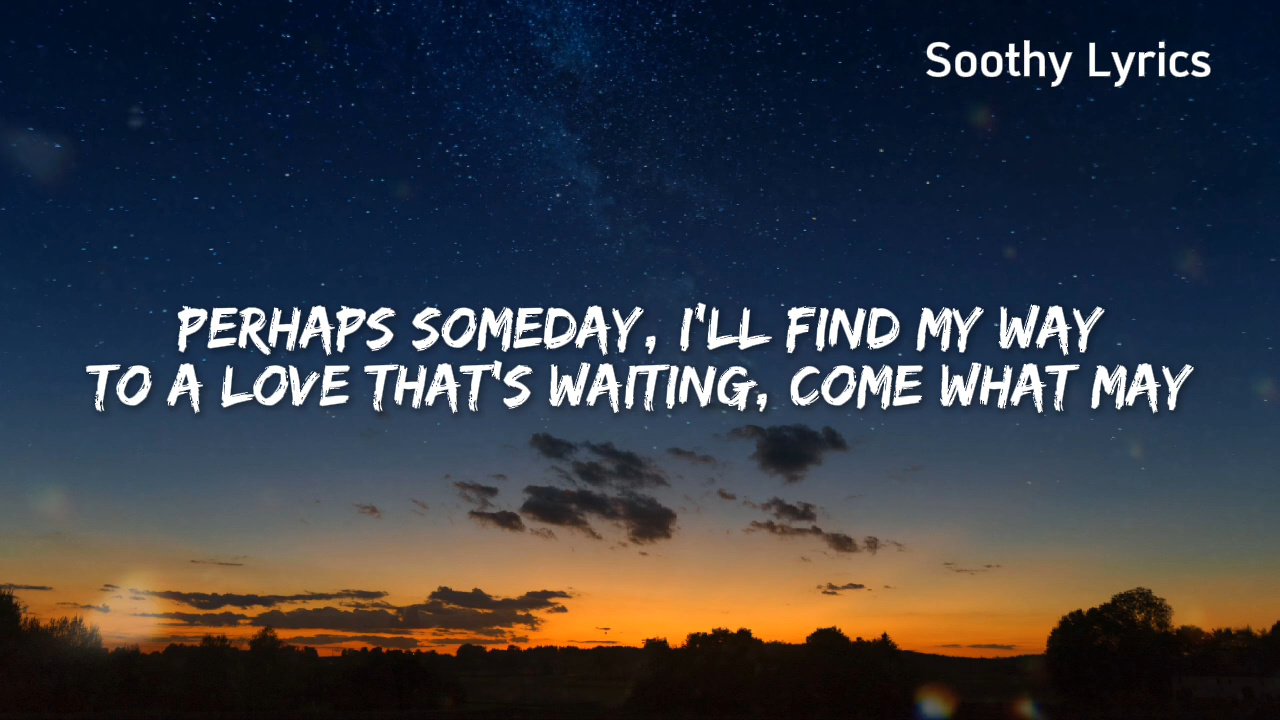 Soothy Lyrics
PERHAPS SOMEDAY, I'LL FIND MY WAY
TO A LOVE THAT'S WAITING, COME WHAT MAY